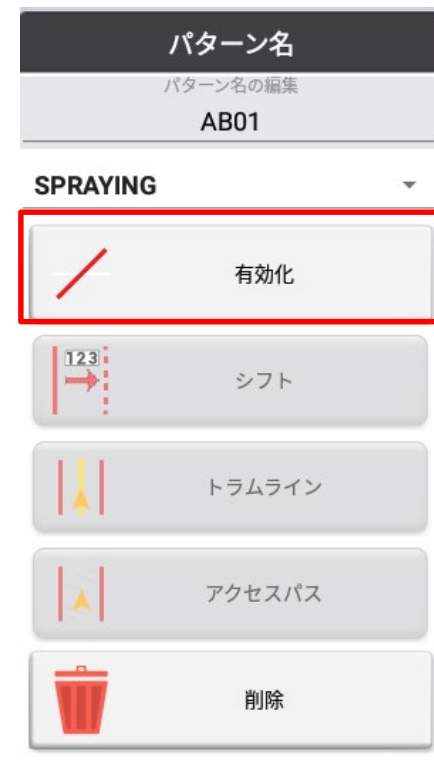 パターン名
パターン名の編集
AB01
SPRAYING
有効化
123
シフト
トラムライン
アクセスパス
削除